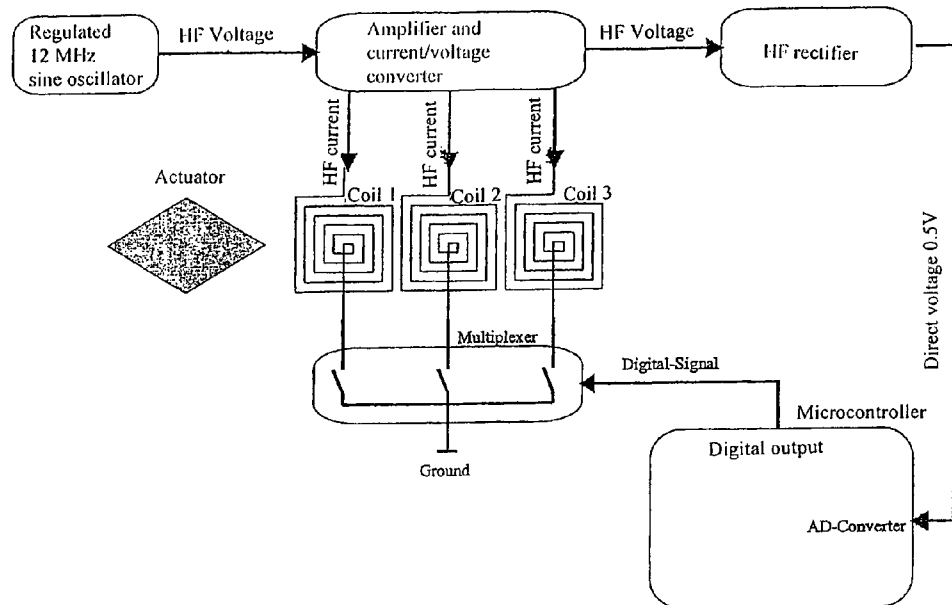 Regulated
12 MHz
sine oscillator
HF Voltage
Amplifier and
current/voltage
converter
HF Voltage
HF rectifier
HF current
HF current
HF current
Actuator
Coil 1
Coil 2
Coil 3
Direct voltage 0.5V
Multiplexer
Digital-Signal
Microcontroller
Digital output
Ground
AD-Converter